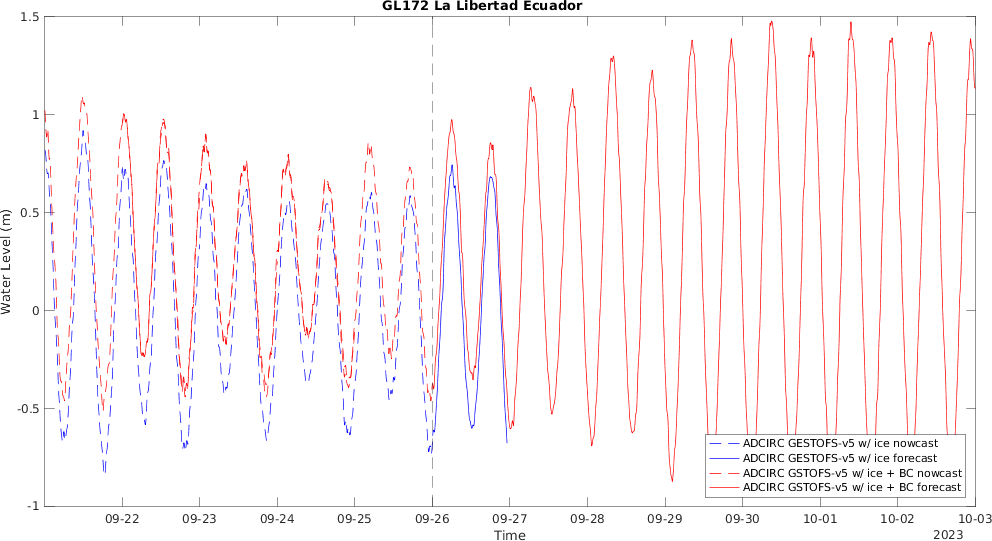 GL172 La Libertad Ecuador
Water Level (m)
1.5
1
0.5
0
-0.5
-1
09-22
09-23
09-24
09-25
09-26
09-27
09-28
09-29
09-30
10-01
10-02
10-03
2023
Time
ADCIRC GESTOFS-v5 w/ ice nowcast
ADCIRC GESTOFS-v5 w/ ice forecast
ADCIRC GSTOFS-v5 w/ ice + BC nowcast
ADCIRC GSTOFS-v5 w/ ice + BC forecast